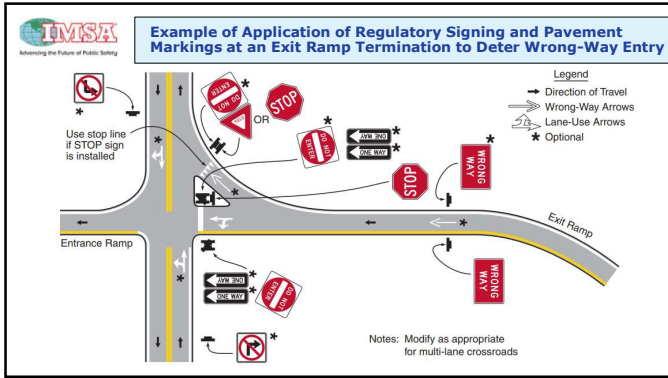 IMSA
Advancing the Future of Public Safety
Example of Application of Regulatory Signing and Pavement
Markings at an Exit Ramp Termination to Deter Wrong-Way Entry
Legend
Direction of Travel
Wrong-Way Arrows
Lane-Use Arrows
* Optional
*
DO NOT
ENTER
*
YIELD
*
OR
STOP
Use stop line
if STOP sign
is installed
DO NOT
ENTER
*
ONE WAY
*
ONE WAY
*
STOP
WRONG
WAY
*
*
*
*
*
Exit Ramp
Entrance Ramp
WRONG
WAY
*
ONE WAY
*
ONE WAY
*
DO NOT
ENTER
*
*
Notes: Modify as appropriate
for multi-lane crossroads